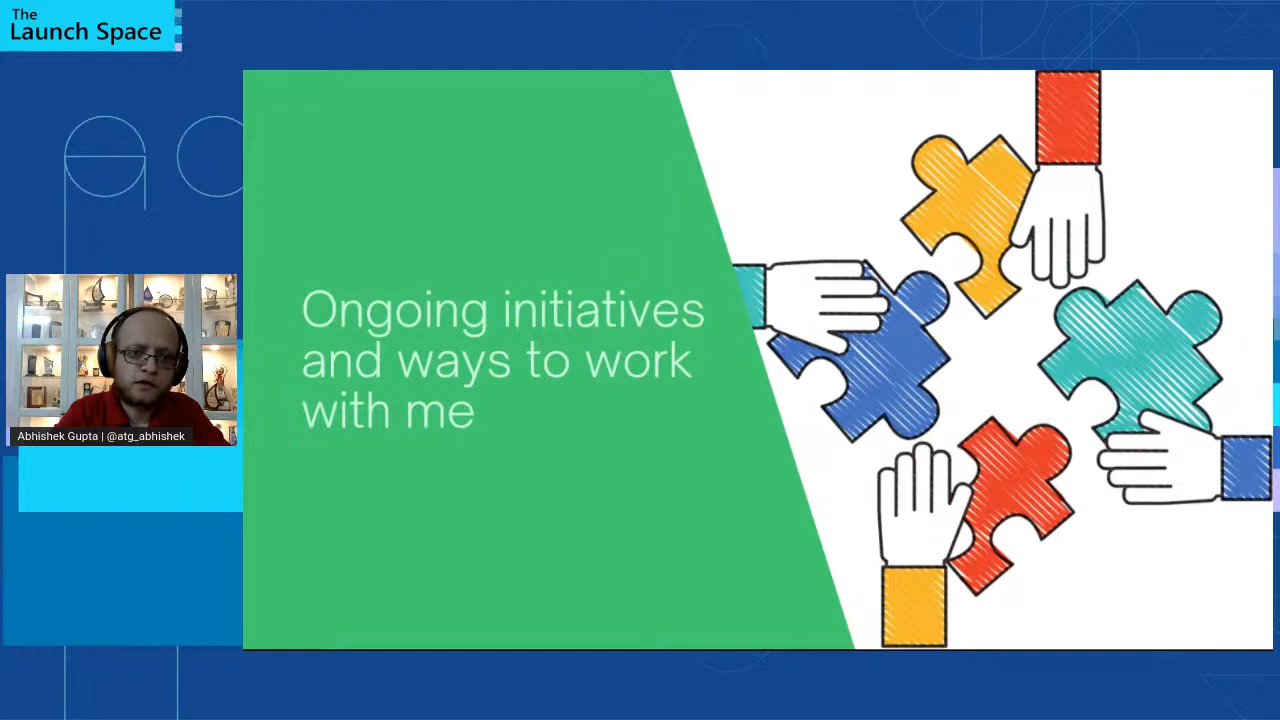 The
Launch Space
Ongoing initiatives
and ways to work
with me
Abhishek Gupta | @atg_abhishek